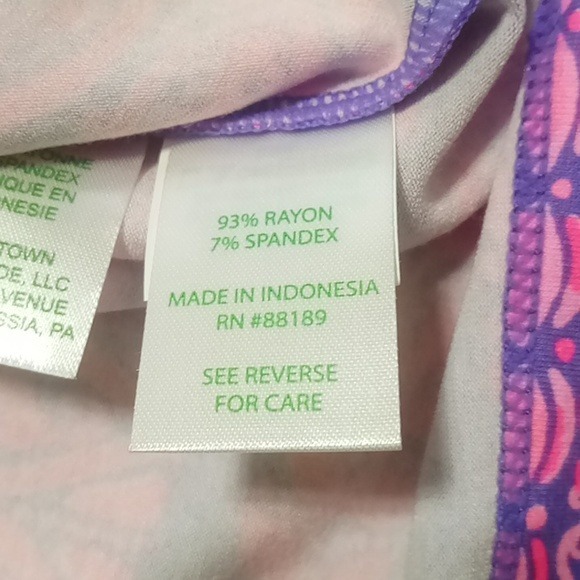 ANDEX
IQUE EN
NESIE
TOWN
DE, LLC
VENUE
SSIA, PA
93% RAYON
7% SPANDEX
MADE IN INDONESIA
RN #88189
SEE REVERSE
FOR CARE